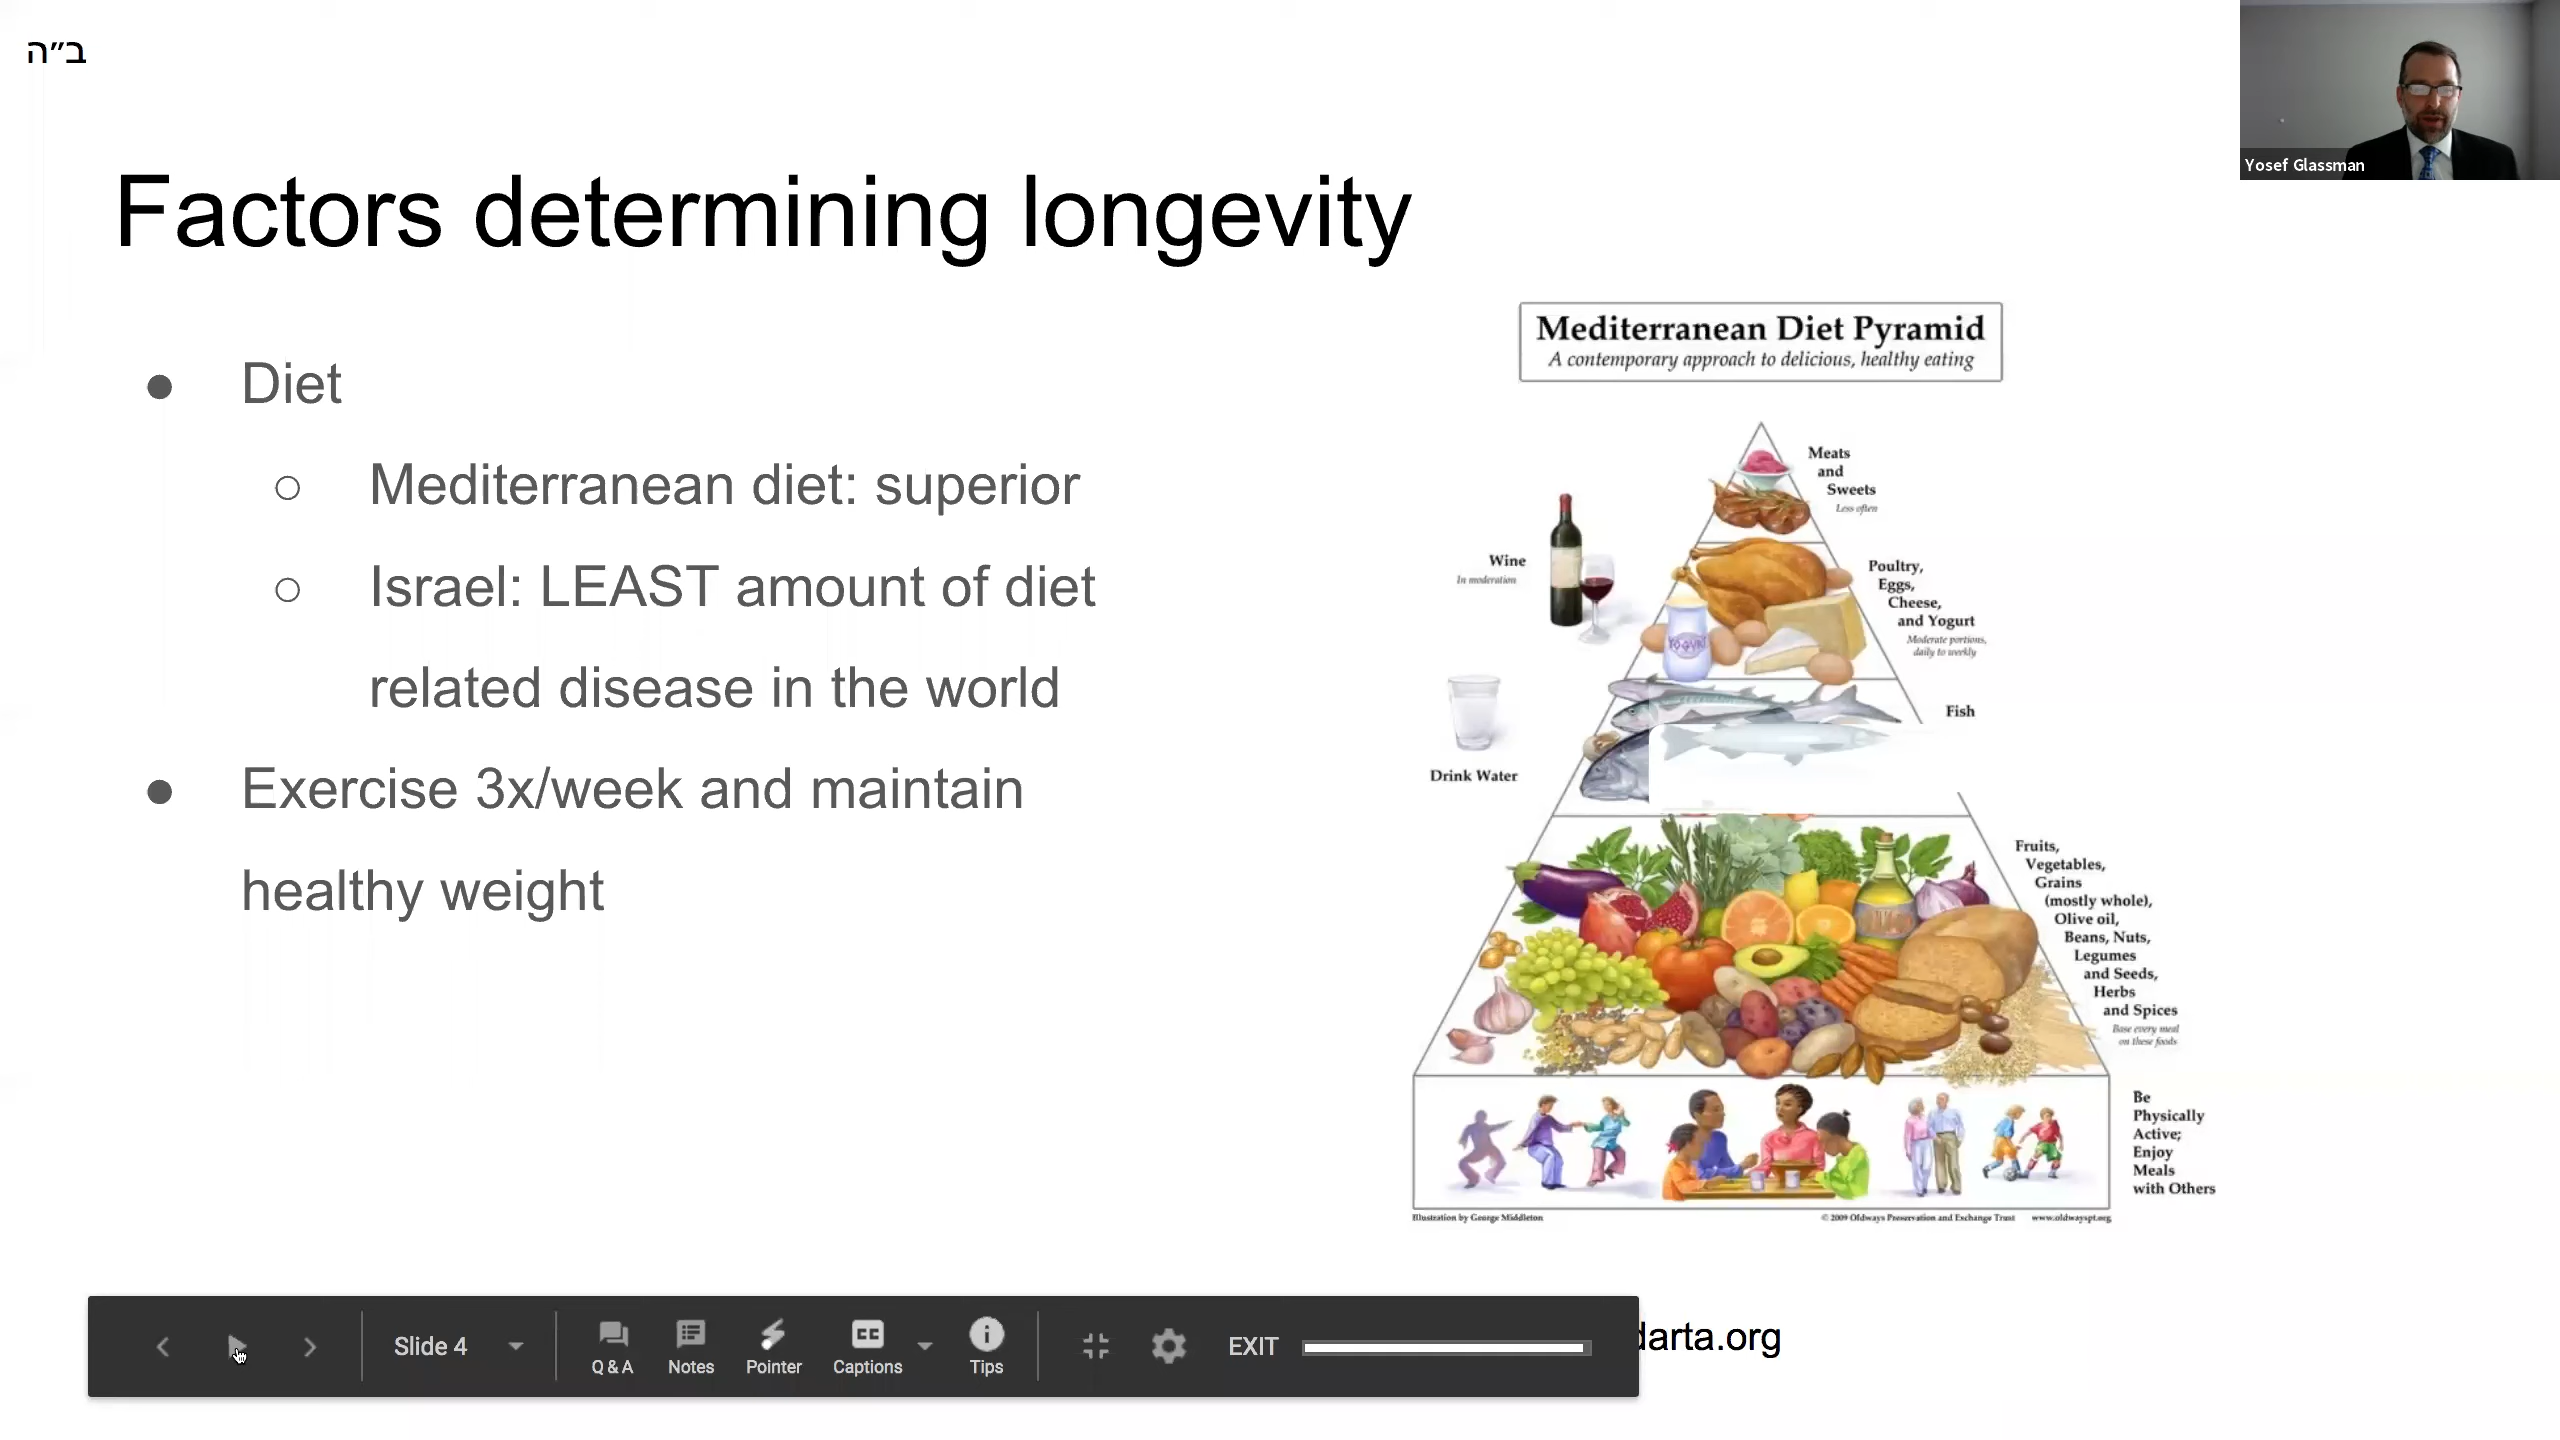 ב״ה
Yosef Glassman
Factors determining longevity
● Diet
○ Mediterranean diet: superior
○ Israel: LEAST amount of diet
related disease in the world
● Exercise 3x/week and maintain
healthy weight
Mediterranean Diet Pyramid
A contemporary approach to delicious, healthy eating
Meats
and
Sweets
Less often
Wine
In moderation
Poultry,
Eggs,
Cheese,
and Yogurt
Moderate portions,
daily to weekly
YOGURT
Fish
Drink Water
Fruits,
Vegetables,
Grains
(mostly whole),
Olive oil,
Beans, Nuts,
Legumes
and Seeds,
Herbs
and Spices
Base every meal
on these foods
Be
Physically
Active;
Enjoy
Meals
with Others
Illustration by George Middleton
© 2009 Oldways Preservation and Exchange Trust www.oldwayspt.org
darta.org
Slide 4
Q & A
Notes
Pointer
CC
Captions
Tips
EXIT